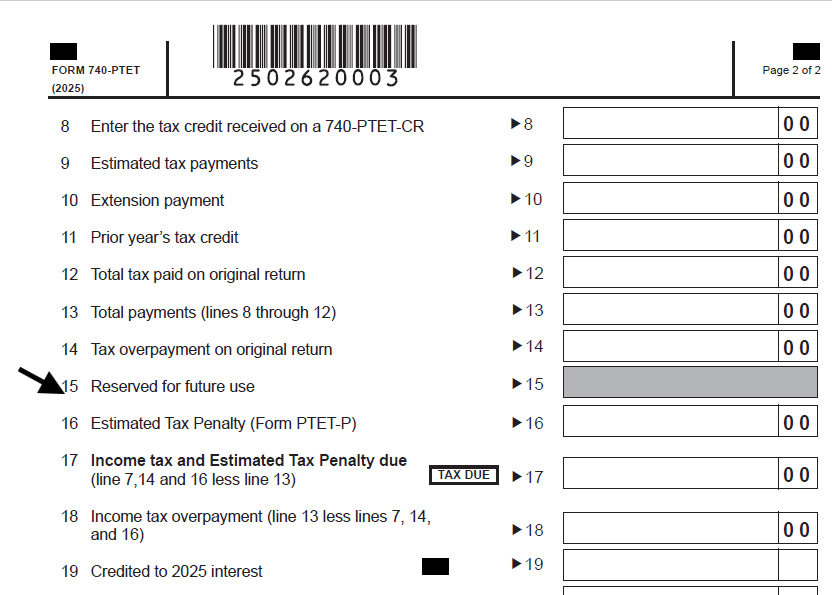 FORM 740-PTET
(2025)
2502620003
Page 2 of 2
8 Enter the tax credit received on a 740-PTET-CR ▶8 00
9 Estimated tax payments ▶9 00
10 Extension payment ▶10 00
11 Prior year’s tax credit ▶11 00
12 Total tax paid on original return ▶12 00
13 Total payments (lines 8 through 12) ▶13 00
14 Tax overpayment on original return ▶14 00
15 Reserved for future use ▶15
16 Estimated Tax Penalty (Form PTET-P) ▶16 00
17 Income tax and Estimated Tax Penalty due
(line 7,14 and 16 less line 13) TAX DUE ▶17 00
18 Income tax overpayment (line 13 less lines 7, 14,
and 16) ▶18 00
19 Credited to 2025 interest ▶19